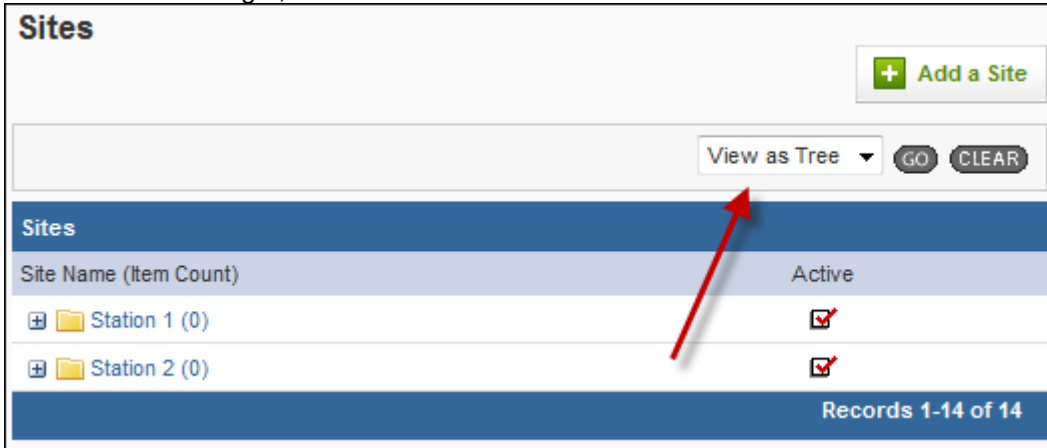 Sites
Add a Site
View as Tree GO CLEAR
Sites
Site Name (Item Count) Active
Station 1 (0)
Station 2 (0)
Records 1-14 of 14